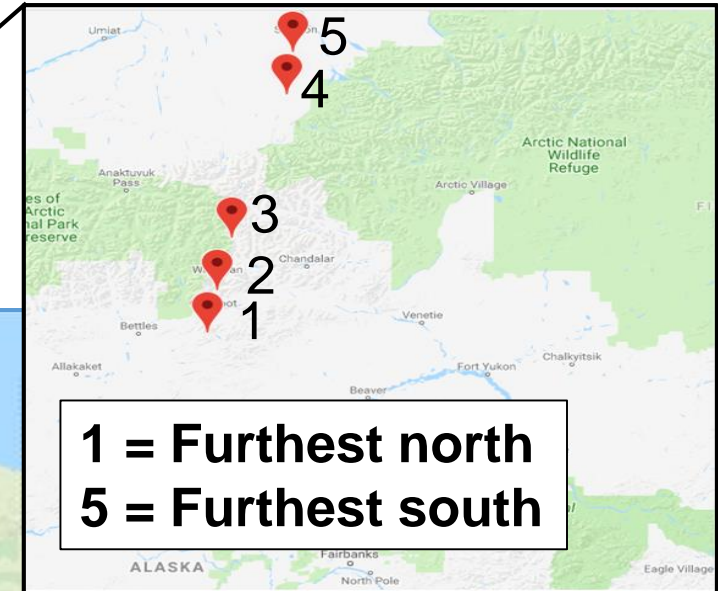 Umiat
5
4
Arctic National
Wildlife
Refuge
Anaktuvuk
Pass
Arctic Village
es of
Arctic
nal Park
reserve
3
F I
Chandalar
2
1
Bettles
Venetie
Allakaket
Fort Yukon
Chalkyitsik
Beaver
1 = Furthest north
5 = Furthest south
Fairbanks
ALASKA
North Pole
Eagle Village